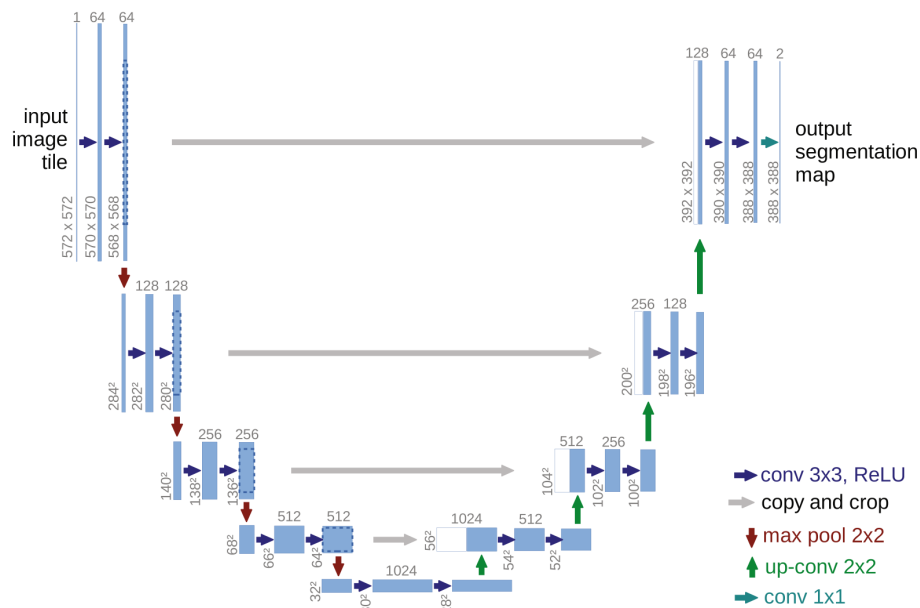 1
64
64
input
image
tile
572 x 572
570 x 570
568 x 568
128
64
64
2
output
segmentation
map
392 x 392
390 x 390
388 x 388
388 x 388
128
128
284²
282²
280²
256
128
200²
198²
196²
256
256
140²
138²
136²
512
256
104²
102²
100²
512
512
68²
66²
64²
1024
512
56²
54²
52²
1024
32²
conv 3x3, ReLU
copy and crop
max pool 2x2
up-conv 2x2
conv 1x1